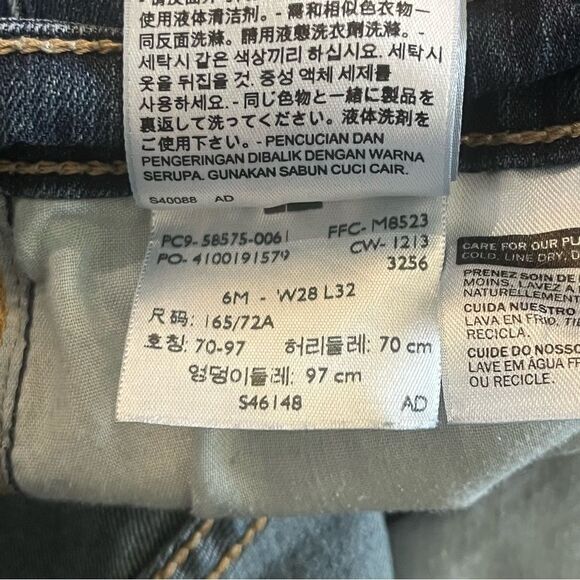 使用液体清洁剂。- 需和相似色衣物一
同反面洗滌。請用液態洗衣劑洗滌. -
세탁시 같은 색상끼리 하십시요. 세탁시
옷을 뒤집을 것. 중성 액체 세제를
사용하세요. - 同じ色物と一緒に製品を
裏返して洗ってください。液体洗剤を
ご使用ください。- PENCUCIAN DAN
PENGERINGAN DIBALIK DENGAN WARNA
SERUPA. GUNAKAN SABUN CUCI CAIR.
S40088 AD
PC9- 58575-0061 FFC- M8523
PO- 4100191579 CW- 1213
3256
6M - W28 L32
尺码: 165/72A
호칭: 70-97 허리둘레: 70 cm
엉덩이둘레: 97 cm
S46148 AD
CARE FOR OUR
COLD, LINE DRY,
PRENEZ SOIN DE
MOINS, LAVEZ À
NATURELLEMENT
CUIDA NUESTRO
LAVA EN FRÍO,
RECICLA.
CUIDE DO NOSSO
LAVE EM ÁGUA
OU RECICLE.